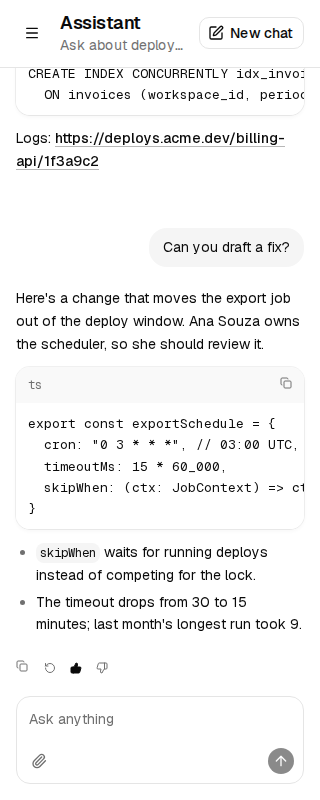 Assistant
Ask about deploy...
New chat
CREATE INDEX CONCURRENTLY idx_invoi
ON invoices (workspace_id, period
Logs: https://deploys.acme.dev/billing-
api/1f3a9c2
Can you draft a fix?
Here's a change that moves the export job
out of the deploy window. Ana Souza owns
the scheduler, so she should review it.
ts
export const exportSchedule = {
cron: "0 3 * * *", // 03:00 UTC,
timeoutMs: 15 * 60_000,
skipWhen: (ctx: JobContext) => ct
}
skipWhen waits for running deploys
instead of competing for the lock.
The timeout drops from 30 to 15
minutes; last month's longest run took 9.
Ask anything